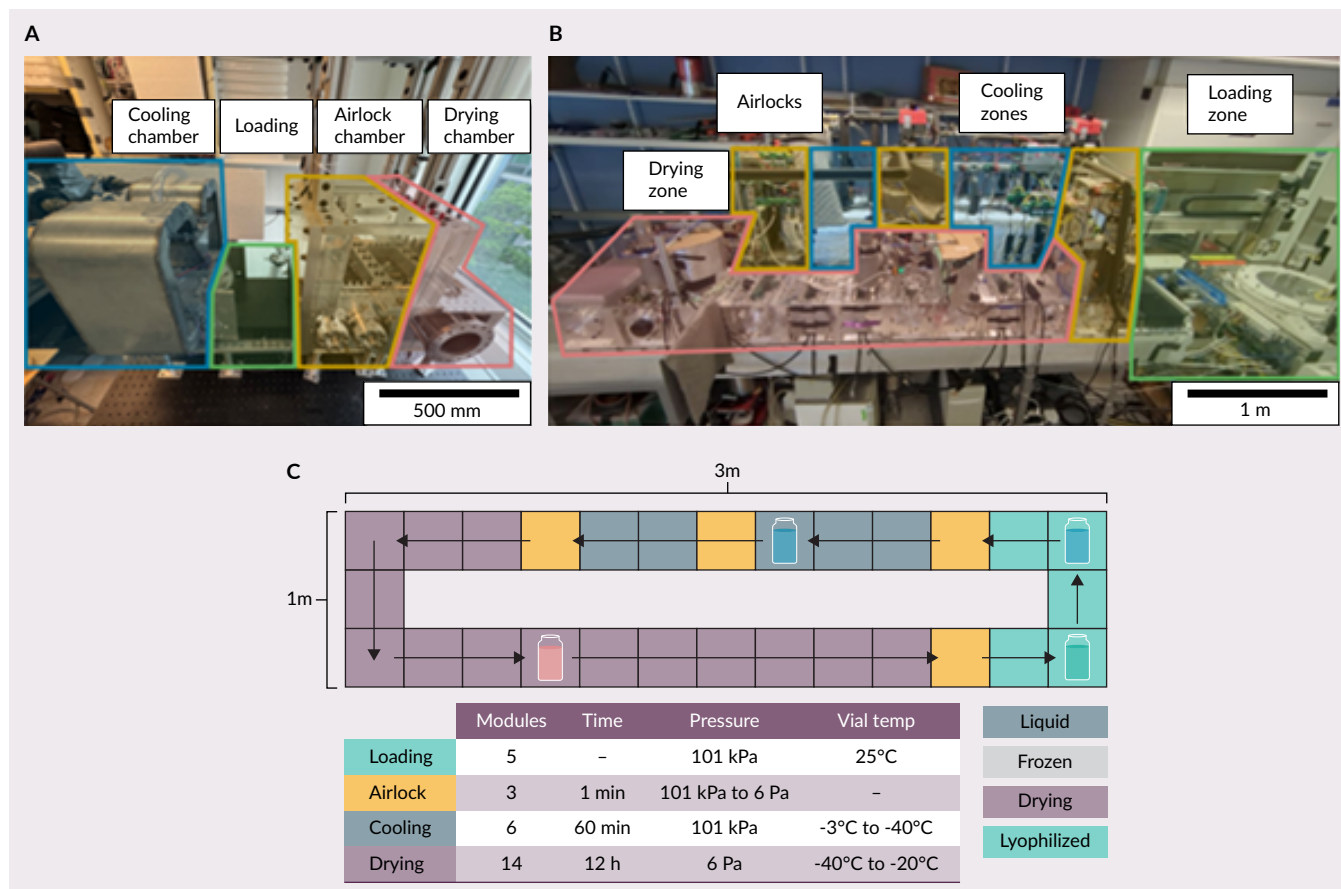 A
Cooling
chamber
Loading
Airlock
chamber
Drying
chamber
500 mm
B
Airlocks
Cooling
zones
Loading
zone
Drying
zone
1 m
C
3m
1m
Modules Time Pressure Vial temp
Loading 5 – 101 kPa 25°C
Airlock 3 1 min 101 kPa to 6 Pa –
Cooling 6 60 min 101 kPa -3°C to -40°C
Drying 14 12 h 6 Pa -40°C to -20°C
Liquid
Frozen
Drying
Lyophilized